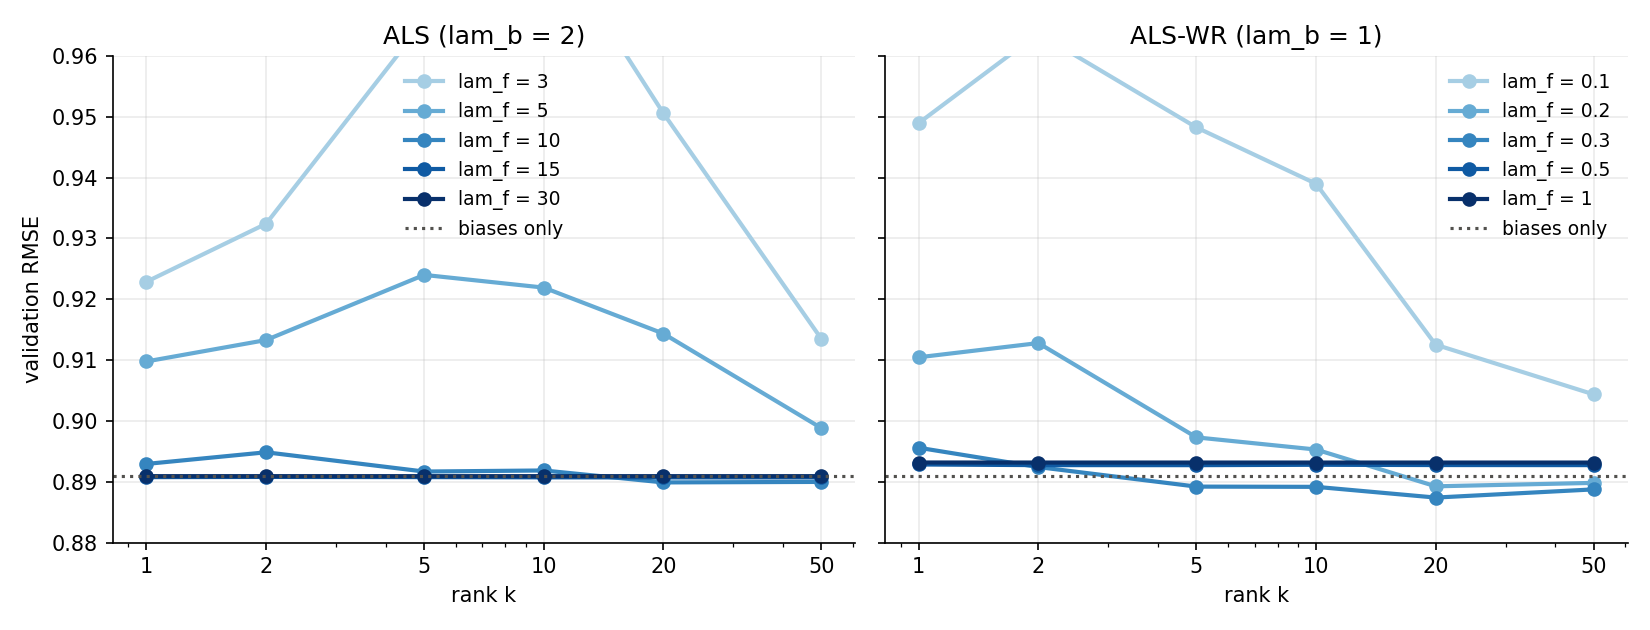 ALS (lam_b = 2)
0.96
0.95
0.94
0.93
0.92
0.91
0.90
0.89
0.88
validation RMSE
lam_f = 3
lam_f = 5
lam_f = 10
lam_f = 15
lam_f = 30
biases only
1 2 5 10 20 50
rank k
ALS-WR (lam_b = 1)
lam_f = 0.1
lam_f = 0.2
lam_f = 0.3
lam_f = 0.5
lam_f = 1
biases only
1 2 5 10 20 50
rank k